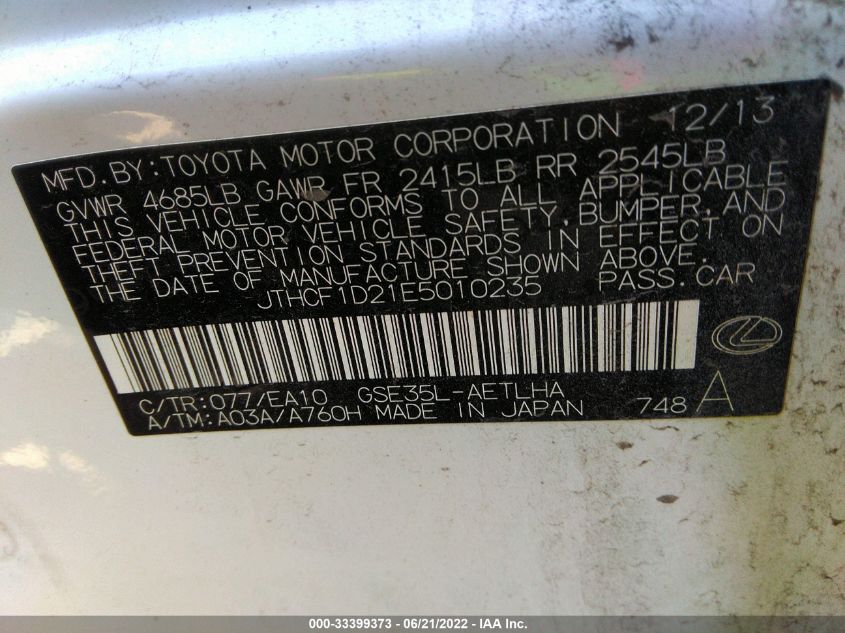 MFD. BY: TOYOTA MOTOR CORPORATION 12/13
GVWR 4685LB GAWR FR 2415LB RR 2545LB
THIS VEHICLE CONFORMS TO ALL APPLICABLE
FEDERAL MOTOR VEHICLE SAFETY, BUMPER, AND
THEFT PREVENTION STANDARDS IN EFFECT ON
THE DATE OF MANUFACTURE SHOWN ABOVE.
JTHCF1D21E5010235 PASS. CAR
C/TR: 077/EA10 GSE35L-AETLHA
A/TM: A03A/A760H MADE IN JAPAN 748 A
000-33399373 - 06/21/2022 - IAA Inc.